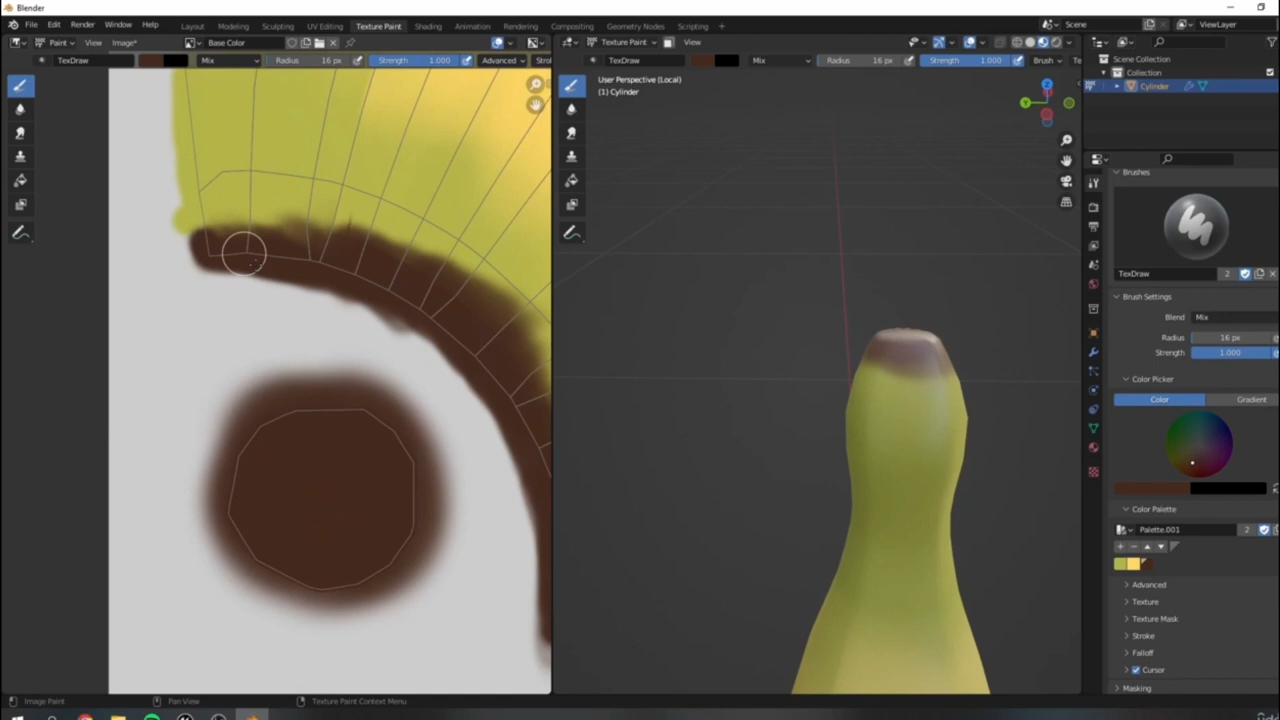 Blender
File Edit Render Window Help Layout Modeling Sculpting UV Editing Texture Paint Shading Animation Rendering Compositing Geometry Nodes Scripting + Scene ViewLayer
Paint View Image* Base Color Texture Paint View
TexDraw Mix Radius 16 px Strength 1.000 Advanced Stro TexDraw Mix Radius 16 px Strength 1.000 Brush Te
Scene Collection
Collection
Cylinder
User Perspective (Local)
(1) Cylinder
Z
Y
Brushes
TexDraw 2
Brush Settings
Blend Mix
Radius 16 px
Strength 1.000
Color Picker
Color Gradient
Color Palette
Palette.001 2
Advanced
Texture
Texture Mask
Stroke
Falloff
Cursor
Masking
Image Paint Pan View Texture Paint Context Menu